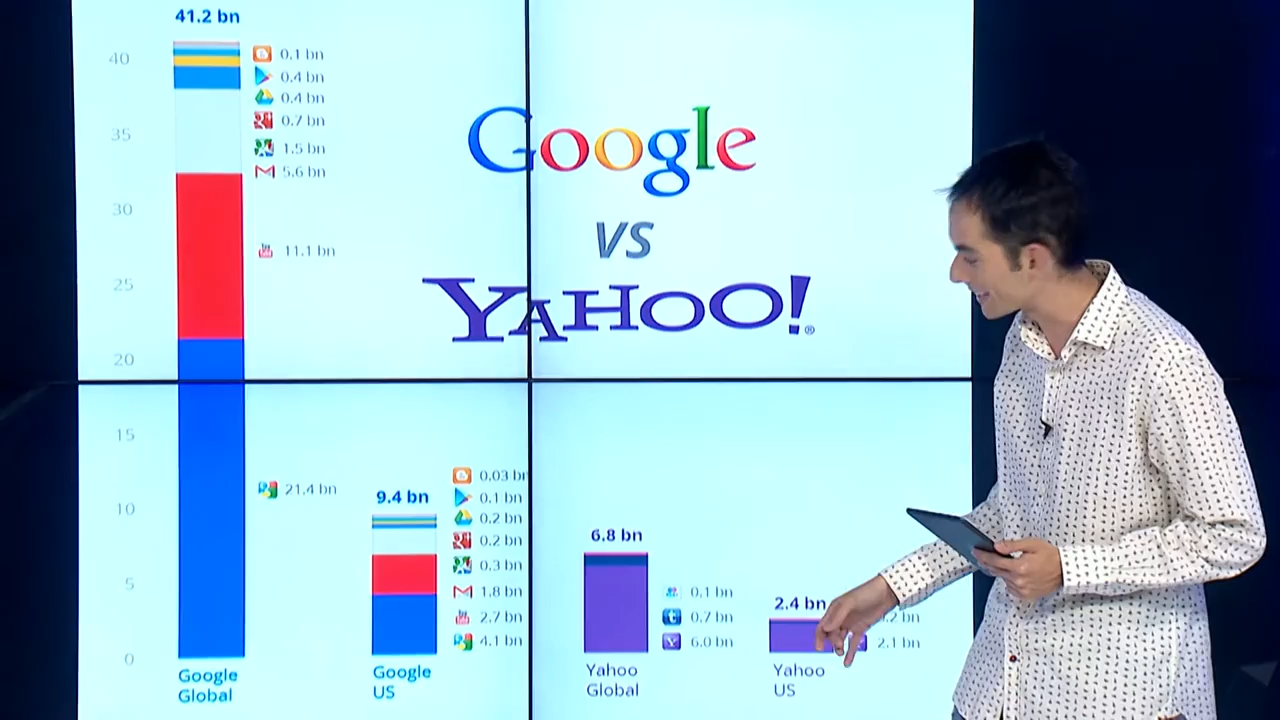 41.2 bn
40
0.1 bn
0.4 bn
0.4 bn
0.7 bn
35
1.5 bn
5.6 bn
30
11.1 bn
25
20
15
21.4 bn
10
5
0
Google
Global
Google
VS
YAHOO!
®
9.4 bn
0.03 bn
0.1 bn
0.2 bn
0.2 bn
0.3 bn
1.8 bn
2.7 bn
4.1 bn
Google
US
6.8 bn
0.1 bn
0.7 bn
6.0 bn
Yahoo
Global
2.4 bn
.2 bn
2.1 bn
Yahoo
US